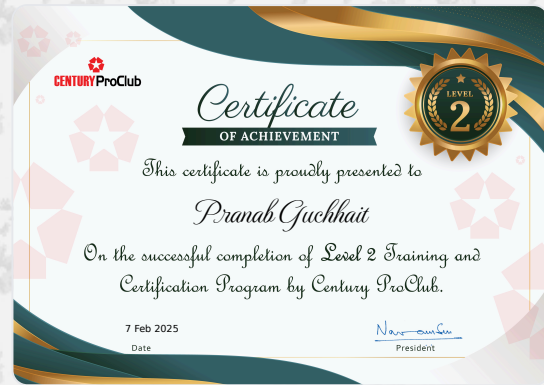 CENTURY ProClub
LEVEL
2
Certificate
OF ACHIEVEMENT
This certificate is proudly presented to
Pranab Guchhait
On the successful completion of Level 2 Training and
Certification Program by Century ProClub.
7 Feb 2025
Date
President